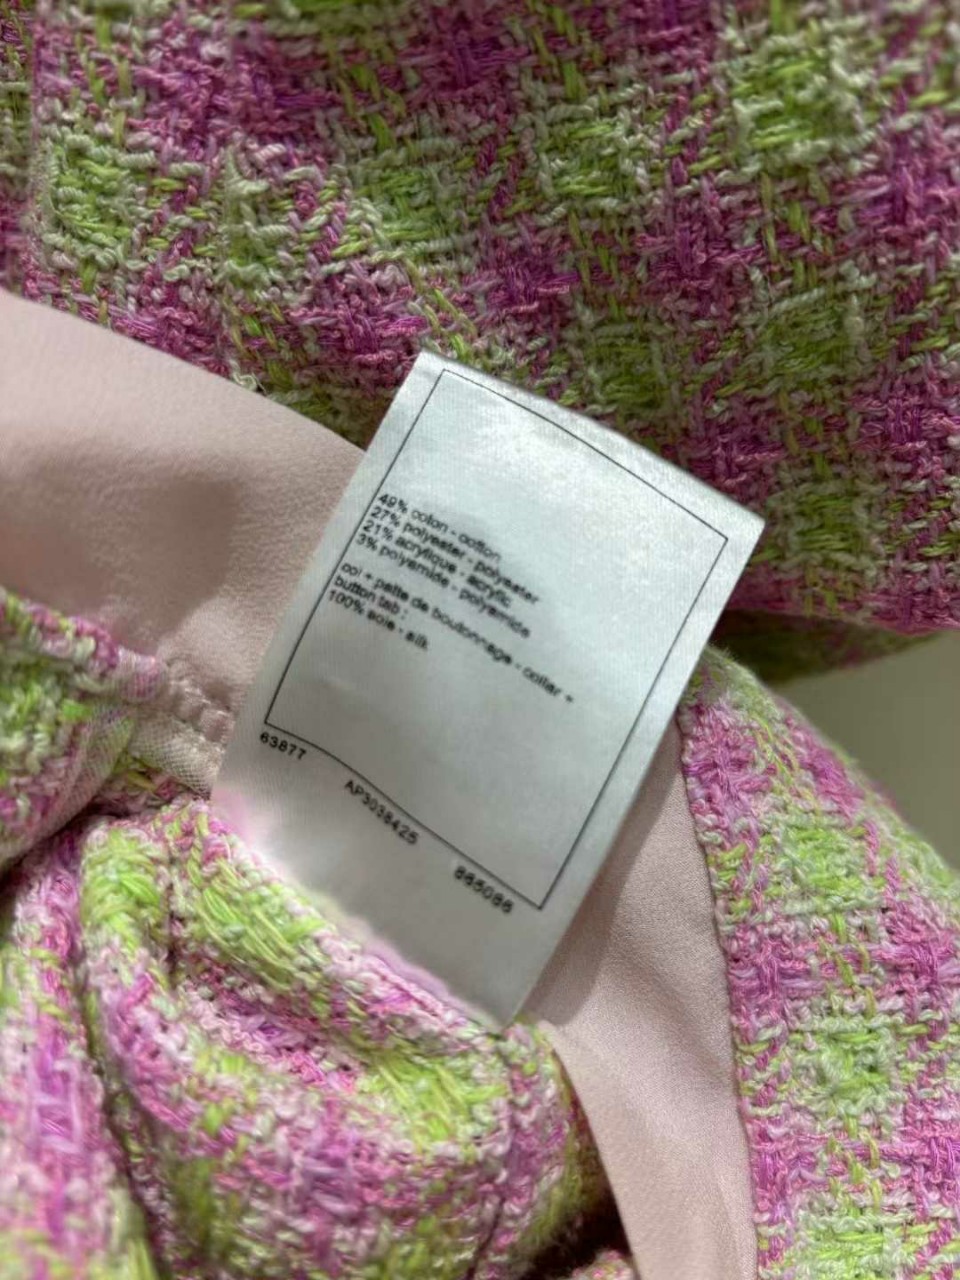 49% coton - cotton
27% polyester - polyester
21% acrylique - acrylic
3% polyamide - polyamide
col + patte de boutonnage - collar +
button tab :
100% soie - silk
63877
AP3038425
865086